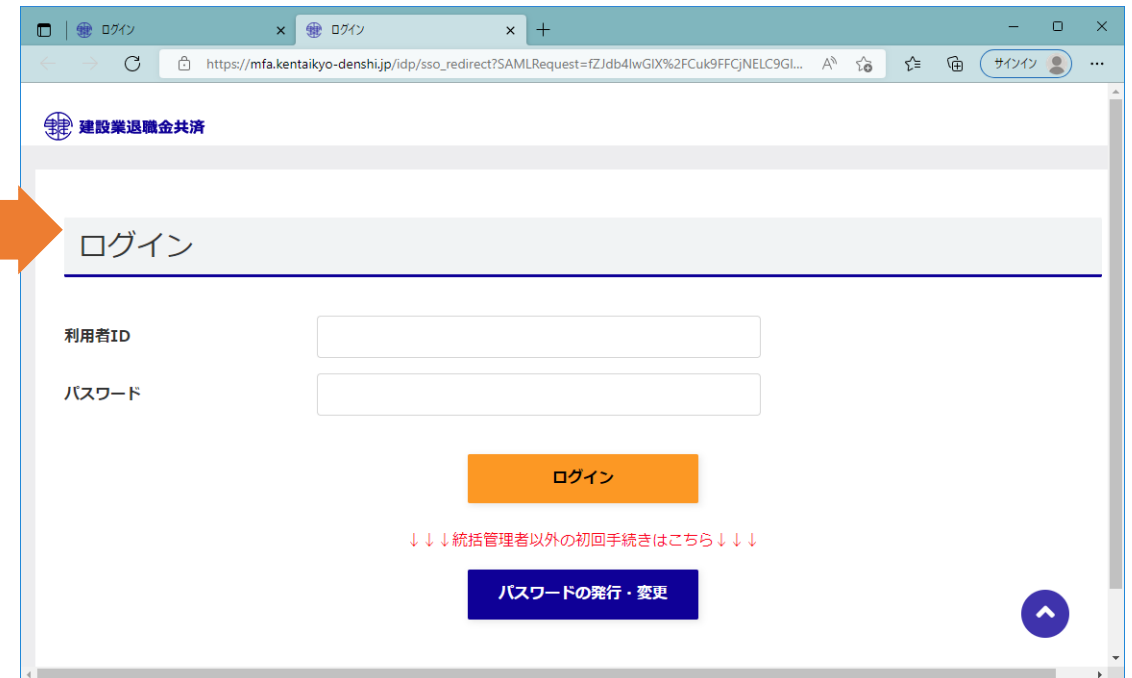 ログイン
ログイン
https://mfa.kentaikyo-denshi.jp/idp/sso_redirect?SAMLRequest=fZJdb4IwGIX%2FCuk9FFCjNELC9GI...
サインイン
建設業退職金共済
ログイン
利用者ID
パスワード
ログイン
↓↓↓統括管理者以外の初回手続きはこちら↓↓↓
パスワードの発行・変更